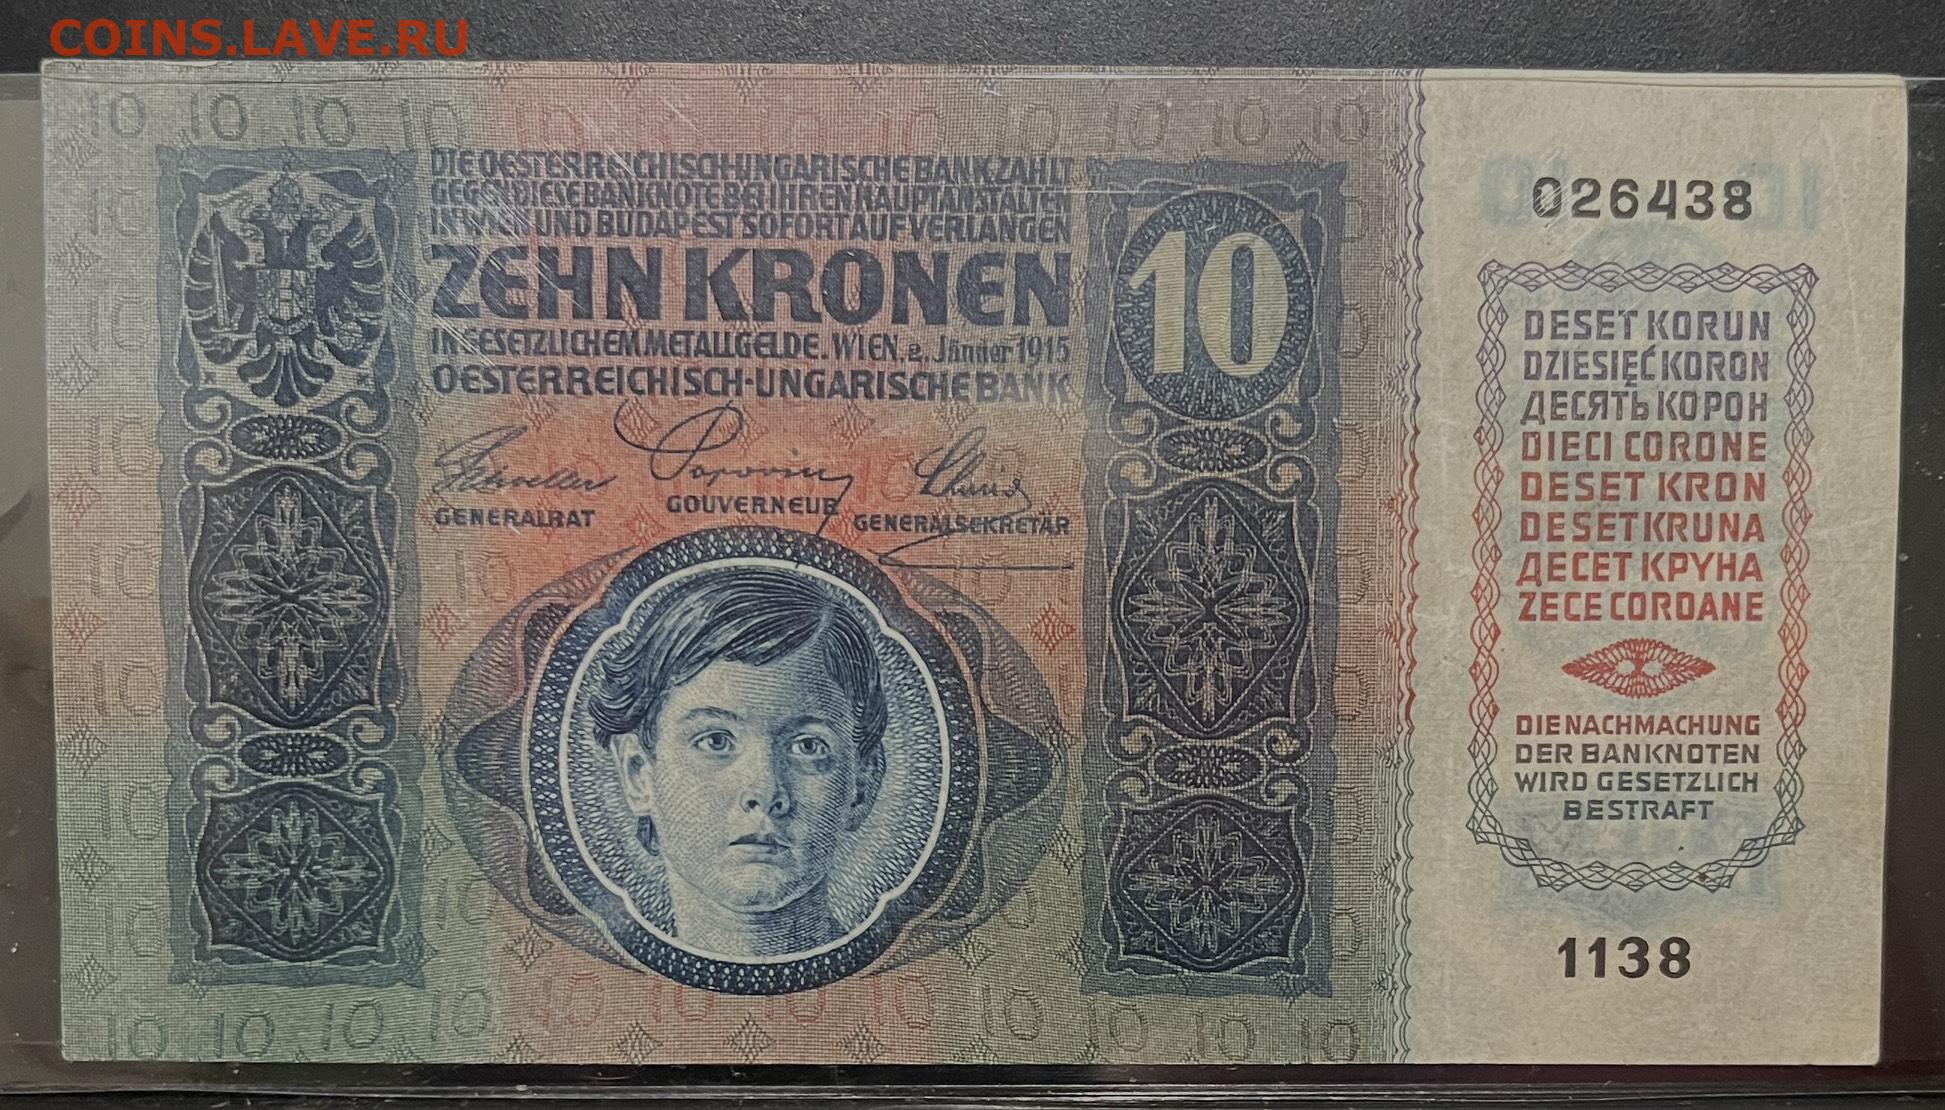 COINS.LAVE.RU
DIE OESTERREICHISCH-UNGARISCHE BANK ZAHLT
GEGEN DIESE BANKNOTE BEI IHREN HAUPTANSTALTEN
IN WIEN UND BUDAPEST SOFORT AUF VERLANGEN
ZEHN KRONEN
IN GESETZLICHEM METALLGELDE. WIEN, 2. Jänner 1915
OESTERREICHISCH-UNGARISCHE BANK
GENERALRAT
GOUVERNEUR
GENERALSEKRETÄR
10
026438
DESET KORUN
DZIESIĘĆ KORON
ДЕСЯТЬ КОРОН
DIECI CORONE
DESET KRON
DESET KRUNA
ДЕСЕТ КРУНА
ZECE COROANE
DIE NACHMACHUNG
DER BANKNOTEN
WIRD GESETZLICH
BESTRAFT
1138